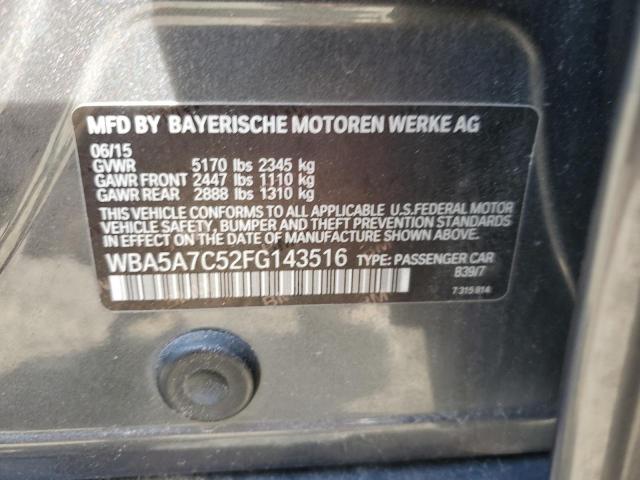 MFD BY BAYERISCHE MOTOREN WERKE AG
06/15
GVWR 5170 lbs 2345 kg
GAWR FRONT 2447 lbs 1110 kg
GAWR REAR 2888 lbs 1310 kg
THIS VEHICLE CONFORMS TO ALL APPLICABLE U.S.FEDERAL MOTOR
VEHICLE SAFETY, BUMPER AND THEFT PREVENTION STANDARDS
IN EFFECT ON THE DATE OF MANUFACTURE SHOWN ABOVE.
WBA5A7C52FG143516 TYPE: PASSENGER CAR
B39/7
7 315 814